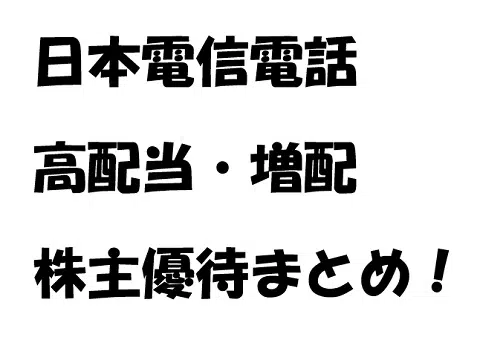 日本電信電話
高配当・増配
株主優待まとめ！